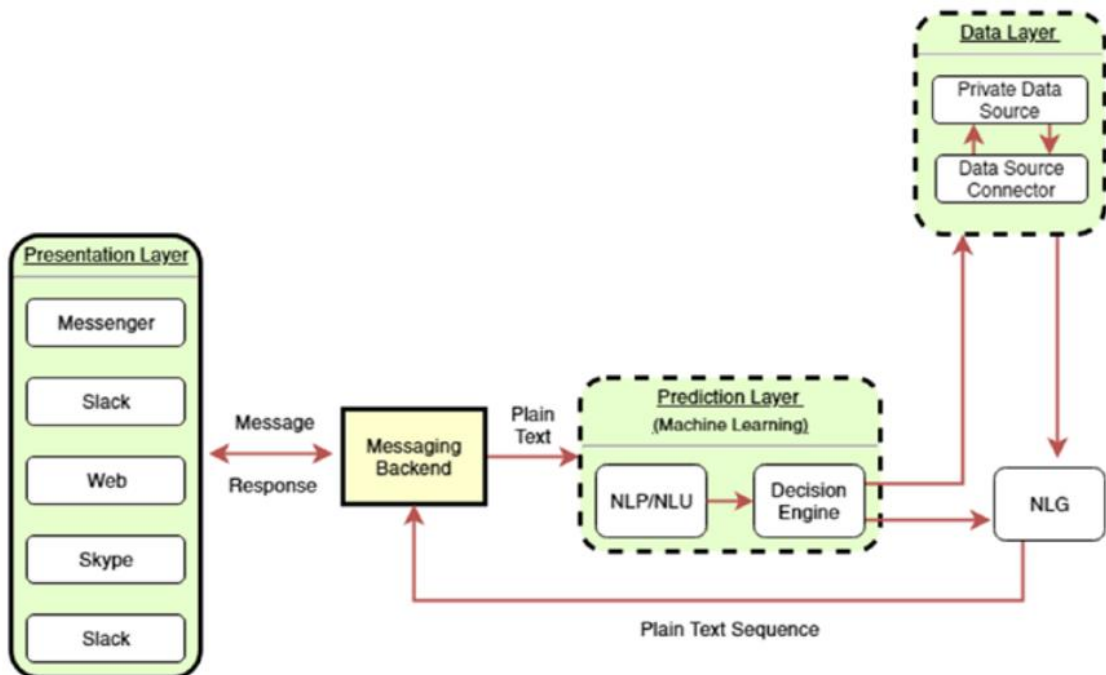 Data Layer
Private Data
Source
Data Source
Connector
Presentation Layer
Messenger
Slack
Web
Skype
Slack
Message
Response
Messaging
Backend
Plain
Text
Prediction Layer
(Machine Learning)
NLP/NLU
Decision
Engine
NLG
Plain Text Sequence